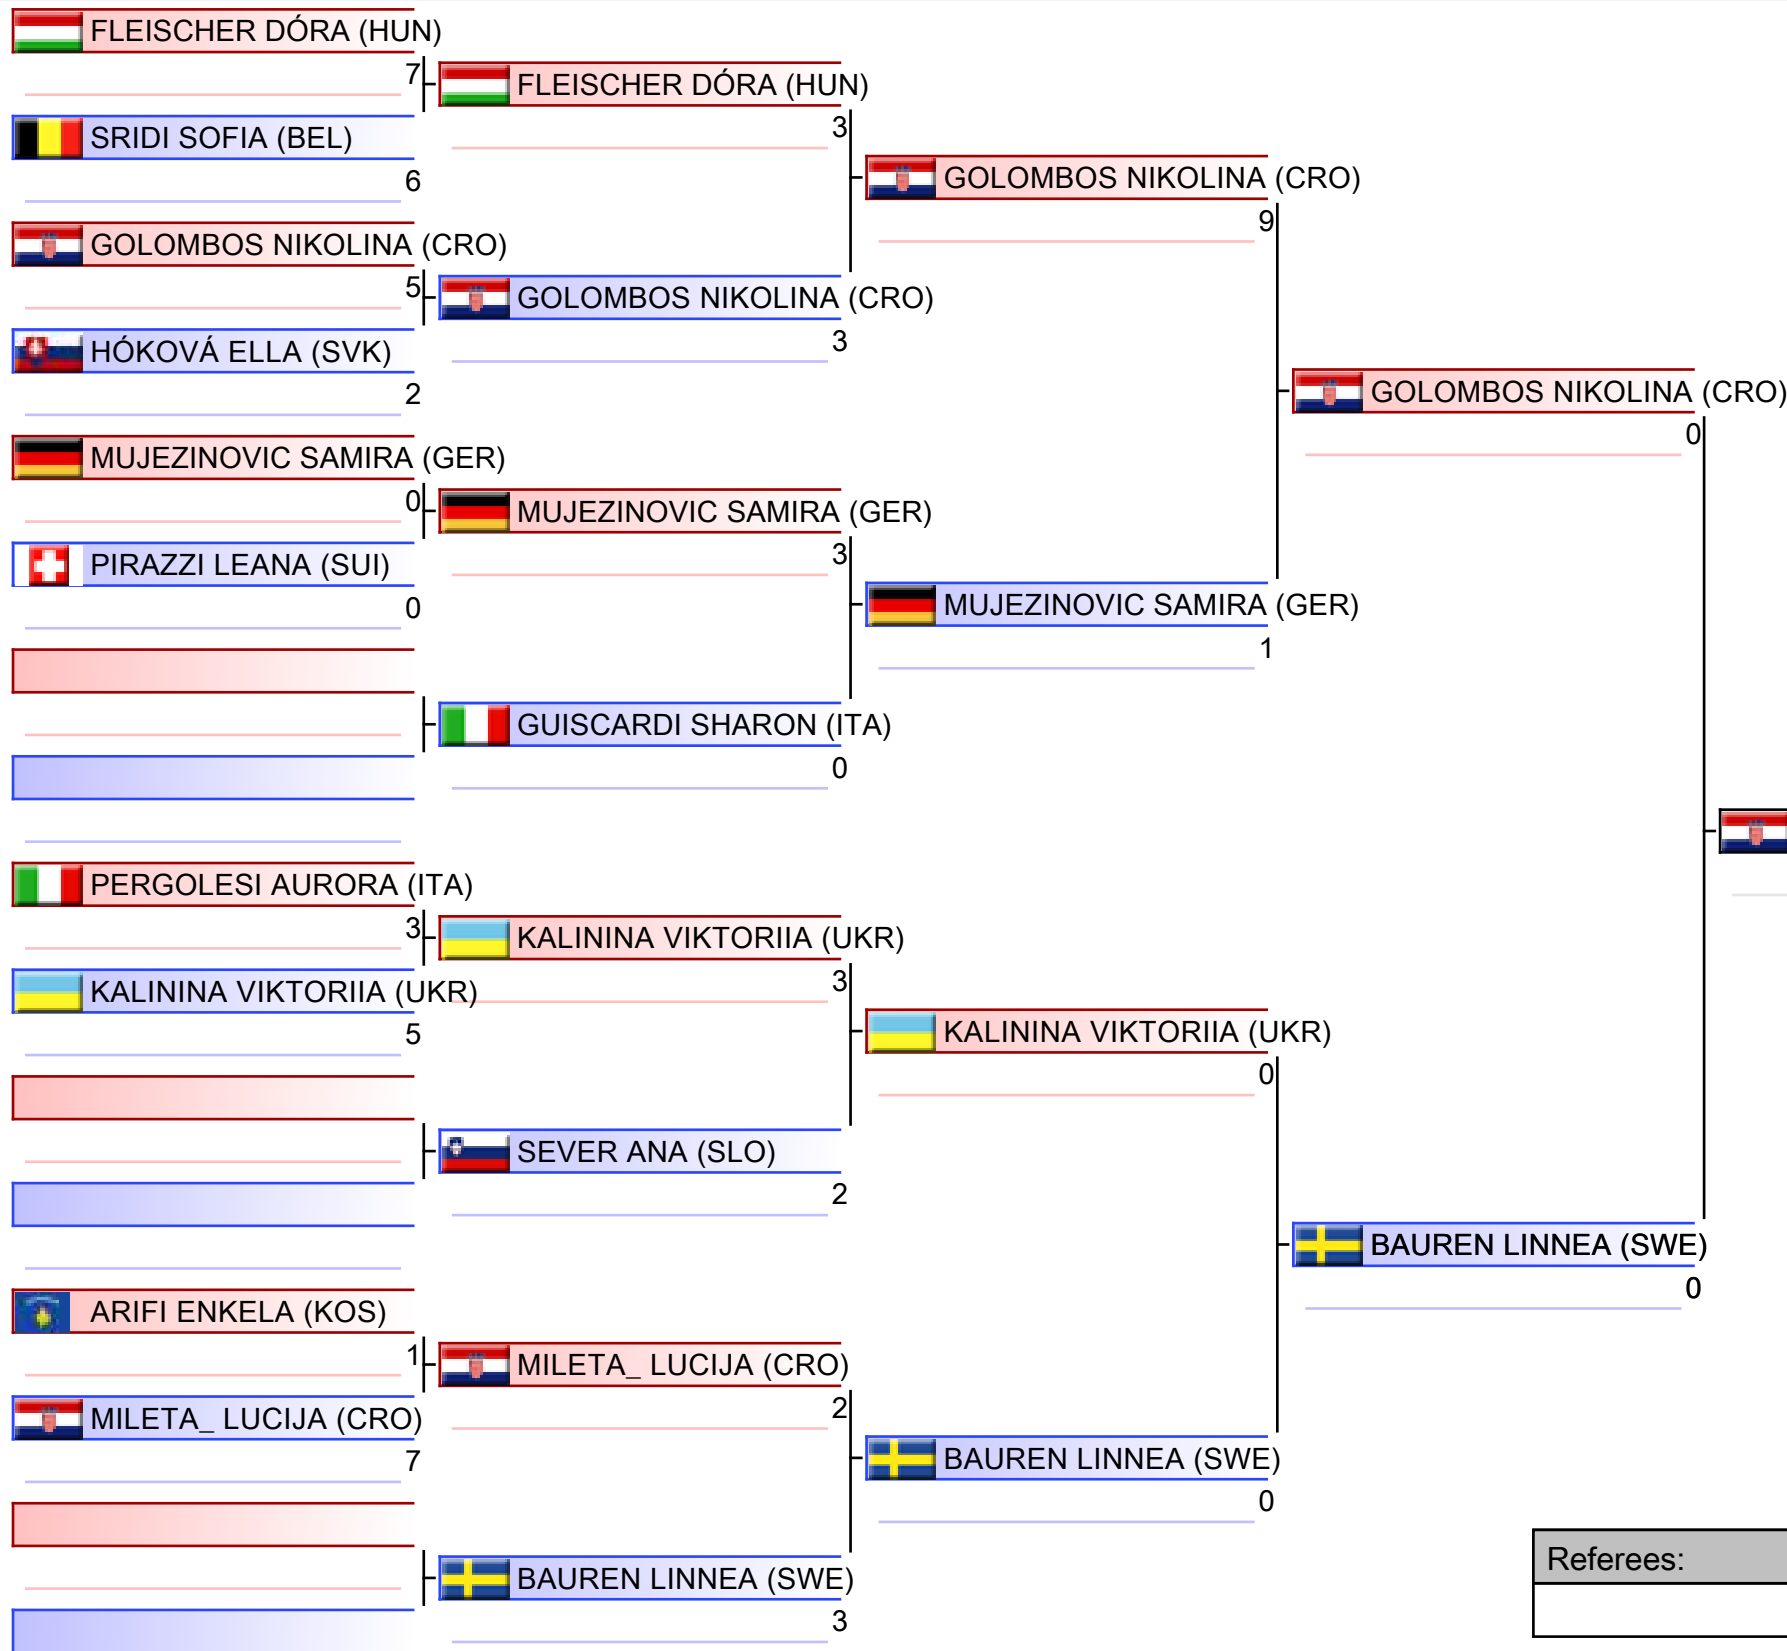 FLEISCHER DÓRA (HUN)
7
SRIDI SOFIA (BEL)
6
GOLOMBOS NIKOLINA (CRO)
5
HÓKOVÁ ELLA (SVK)
2
MUJEZINOVIC SAMIRA (GER)
0
PIRAZZI LEANA (SUI)
0
PERGOLESI AURORA (ITA)
3
KALININA VIKTORIIA (UKR)
5
ARIFI ENKELA (KOS)
1
MILETA_ LUCIJA (CRO)
7
FLEISCHER DÓRA (HUN)
3
GOLOMBOS NIKOLINA (CRO)
3
MUJEZINOVIC SAMIRA (GER)
3
GUISCARDI SHARON (ITA)
0
KALININA VIKTORIIA (UKR)
3
SEVER ANA (SLO)
2
MILETA_ LUCIJA (CRO)
2
BAUREN LINNEA (SWE)
3
GOLOMBOS NIKOLINA (CRO)
9
MUJEZINOVIC SAMIRA (GER)
1
KALININA VIKTORIIA (UKR)
0
BAUREN LINNEA (SWE)
0
GOLOMBOS NIKOLINA (CRO)
0
BAUREN LINNEA (SWE)
0
Referees: